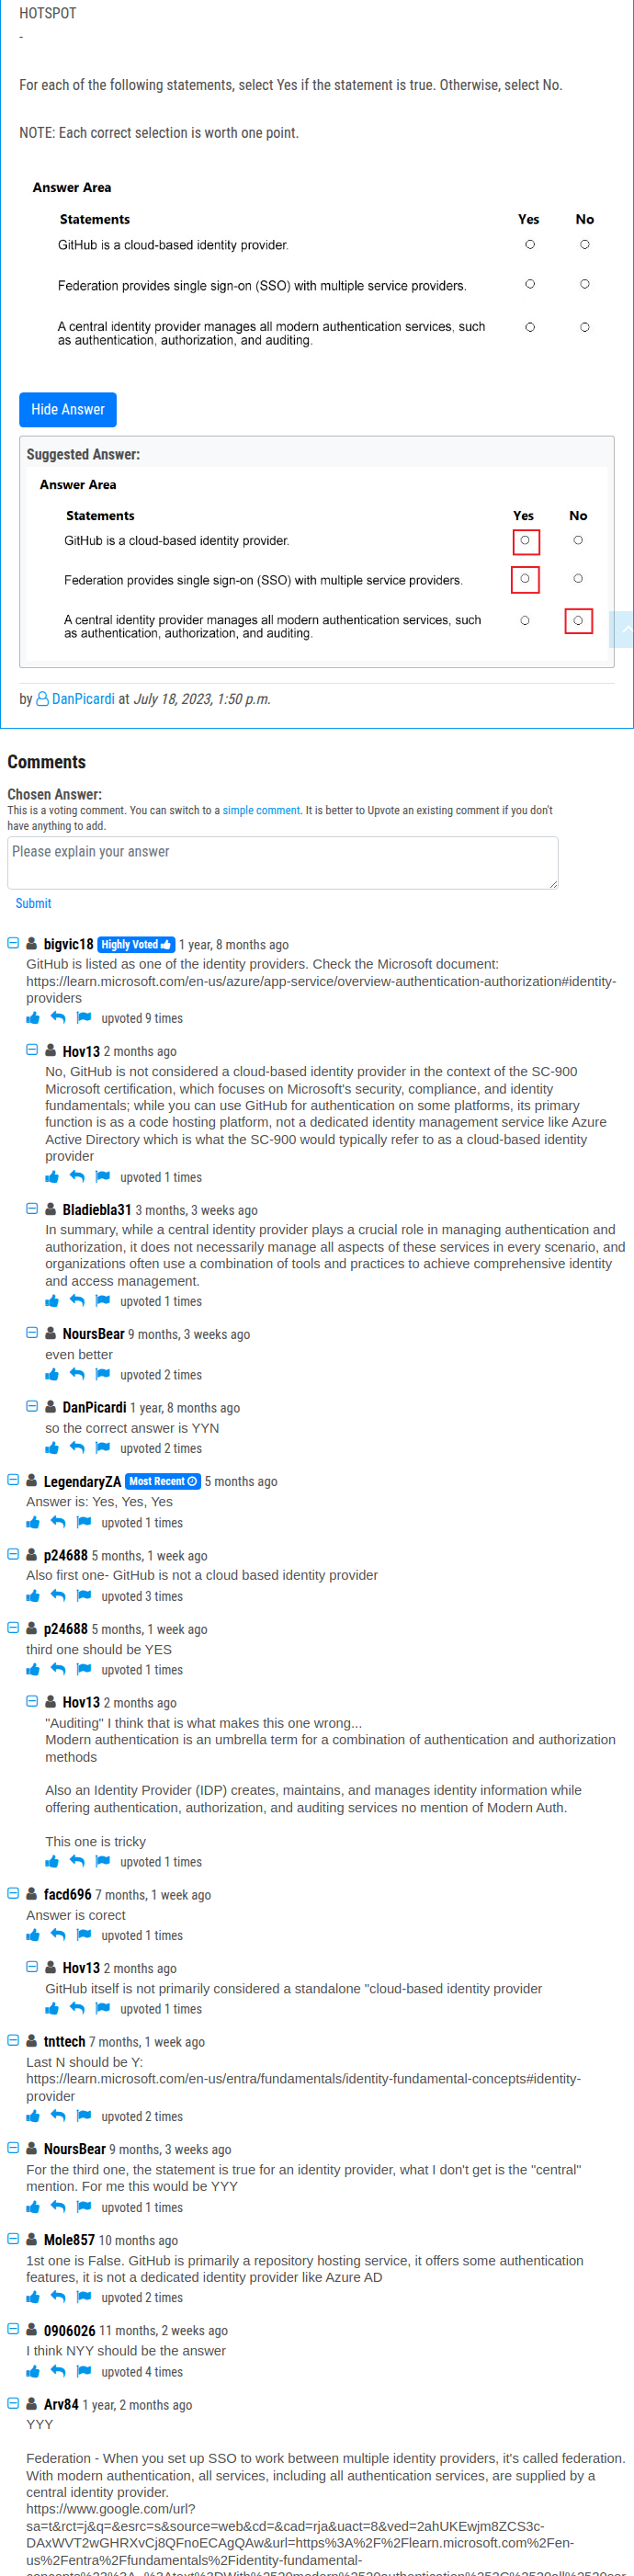 HOTSPOT
-
For each of the following statements, select Yes if the statement is true. Otherwise, select No.
NOTE: Each correct selection is worth one point.
Answer Area
Statements Yes No
GitHub is a cloud-based identity provider.
Federation provides single sign-on (SSO) with multiple service providers.
A central identity provider manages all modern authentication services, such
as authentication, authorization, and auditing.
Hide Answer
Suggested Answer:
Answer Area
Statements Yes No
GitHub is a cloud-based identity provider.
Federation provides single sign-on (SSO) with multiple service providers.
A central identity provider manages all modern authentication services, such
as authentication, authorization, and auditing.
by DanPicardi at July 18, 2023, 1:50 p.m.
Comments
Chosen Answer:
This is a voting comment. You can switch to a simple comment. It is better to Upvote an existing comment if you don't
have anything to add.
Please explain your answer
Submit
bigvic18 Highly Voted 1 year, 8 months ago
GitHub is listed as one of the identity providers. Check the Microsoft document:
https://learn.microsoft.com/en-us/azure/app-service/overview-authentication-authorization#identity-
providers
upvoted 9 times
Hov13 2 months ago
No, GitHub is not considered a cloud-based identity provider in the context of the SC-900
Microsoft certification, which focuses on Microsoft's security, compliance, and identity
fundamentals; while you can use GitHub for authentication on some platforms, its primary
function is as a code hosting platform, not a dedicated identity management service like Azure
Active Directory which is what the SC-900 would typically refer to as a cloud-based identity
provider
upvoted 1 times
Bladiebla31 3 months, 3 weeks ago
In summary, while a central identity provider plays a crucial role in managing authentication and
authorization, it does not necessarily manage all aspects of these services in every scenario, and
organizations often use a combination of tools and practices to achieve comprehensive identity
and access management.
upvoted 1 times
NoursBear 9 months, 3 weeks ago
even better
upvoted 2 times
DanPicardi 1 year, 8 months ago
so the correct answer is YYN
upvoted 2 times
LegendaryZA Most Recent 5 months ago
Answer is: Yes, Yes, Yes
upvoted 1 times
p24688 5 months, 1 week ago
Also first one- GitHub is not a cloud based identity provider
upvoted 3 times
p24688 5 months, 1 week ago
third one should be YES
upvoted 1 times
Hov13 2 months ago
"Auditing" I think that is what makes this one wrong...
Modern authentication is an umbrella term for a combination of authentication and authorization
methods
Also an Identity Provider (IDP) creates, maintains, and manages identity information while
offering authentication, authorization, and auditing services no mention of Modern Auth.
This one is tricky
upvoted 1 times
facd696 7 months, 1 week ago
Answer is corect
upvoted 1 times
Hov13 2 months ago
GitHub itself is not primarily considered a standalone "cloud-based identity provider
upvoted 1 times
tnttech 7 months, 1 week ago
Last N should be Y:
https://learn.microsoft.com/en-us/entra/fundamentals/identity-fundamental-concepts#identity-
provider
upvoted 2 times
NoursBear 9 months, 3 weeks ago
For the third one, the statement is true for an identity provider, what I don't get is the "central"
mention. For me this would be YYY
upvoted 1 times
Mole857 10 months ago
1st one is False. GitHub is primarily a repository hosting service, it offers some authentication
features, it is not a dedicated identity provider like Azure AD
upvoted 2 times
0906026 11 months, 2 weeks ago
I think NYY should be the answer
upvoted 4 times
Arv84 1 year, 2 months ago
YYY
Federation - When you set up SSO to work between multiple identity providers, it's called federation.
With modern authentication, all services, including all authentication services, are supplied by a
central identity provider.
https://www.google.com/url?
sa=t&rct=j&q=&esrc=s&source=web&cd=&cad=rja&uact=8&ved=2ahUKEwjm8ZCS3c-
DAxWVT2wGHRXvCj8QFnoECAgQAw&url=https%3A%2F%2Flearn.microsoft.com%2Fen-
us%2Fentra%2Ffundamentals%2Fidentity-fundamental-